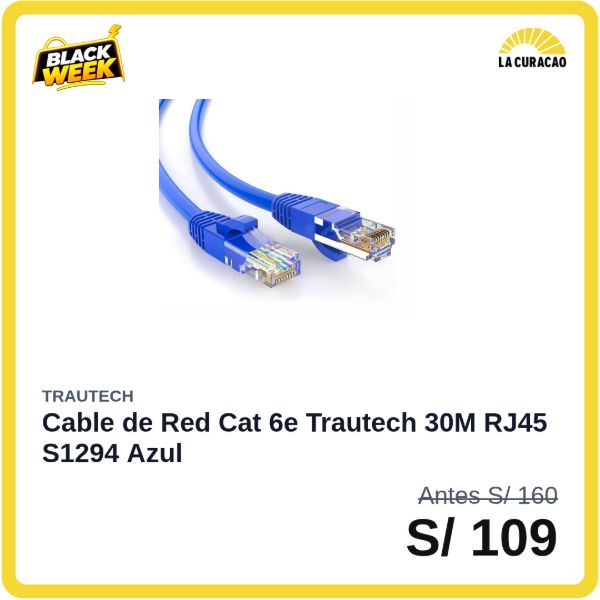 BLACK
WEEK
LA CURACAO
TRAUTECH
Cable de Red Cat 6e Trautech 30M RJ45
S1294 Azul
Antes S/ 160
S/ 109